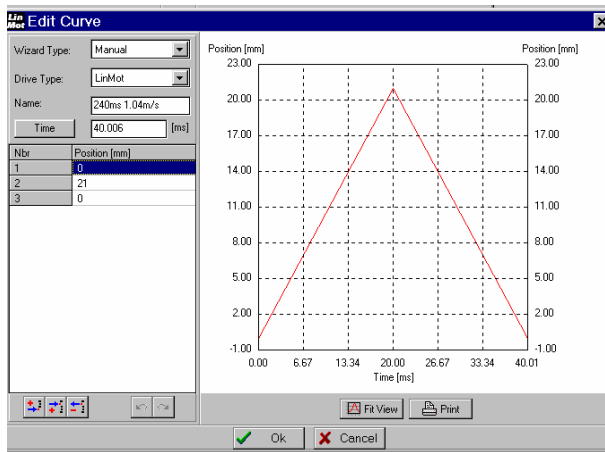 LinMot Edit Curve
Wizard Type: Manual
Drive Type: LinMot
Name: 240ms 1.04m/s
Time 40.006 [ms]
Nbr Position [mm]
1 0
2 21
3 0
Position [mm] Position [mm]
23.00 23.00
20.00 20.00
17.00 17.00
14.00 14.00
11.00 11.00
8.00 8.00
5.00 5.00
2.00 2.00
-1.00 -1.00
0.00 6.67 13.34 20.00 26.67 33.34 40.01
Time [ms]
Fit View Print
Ok Cancel